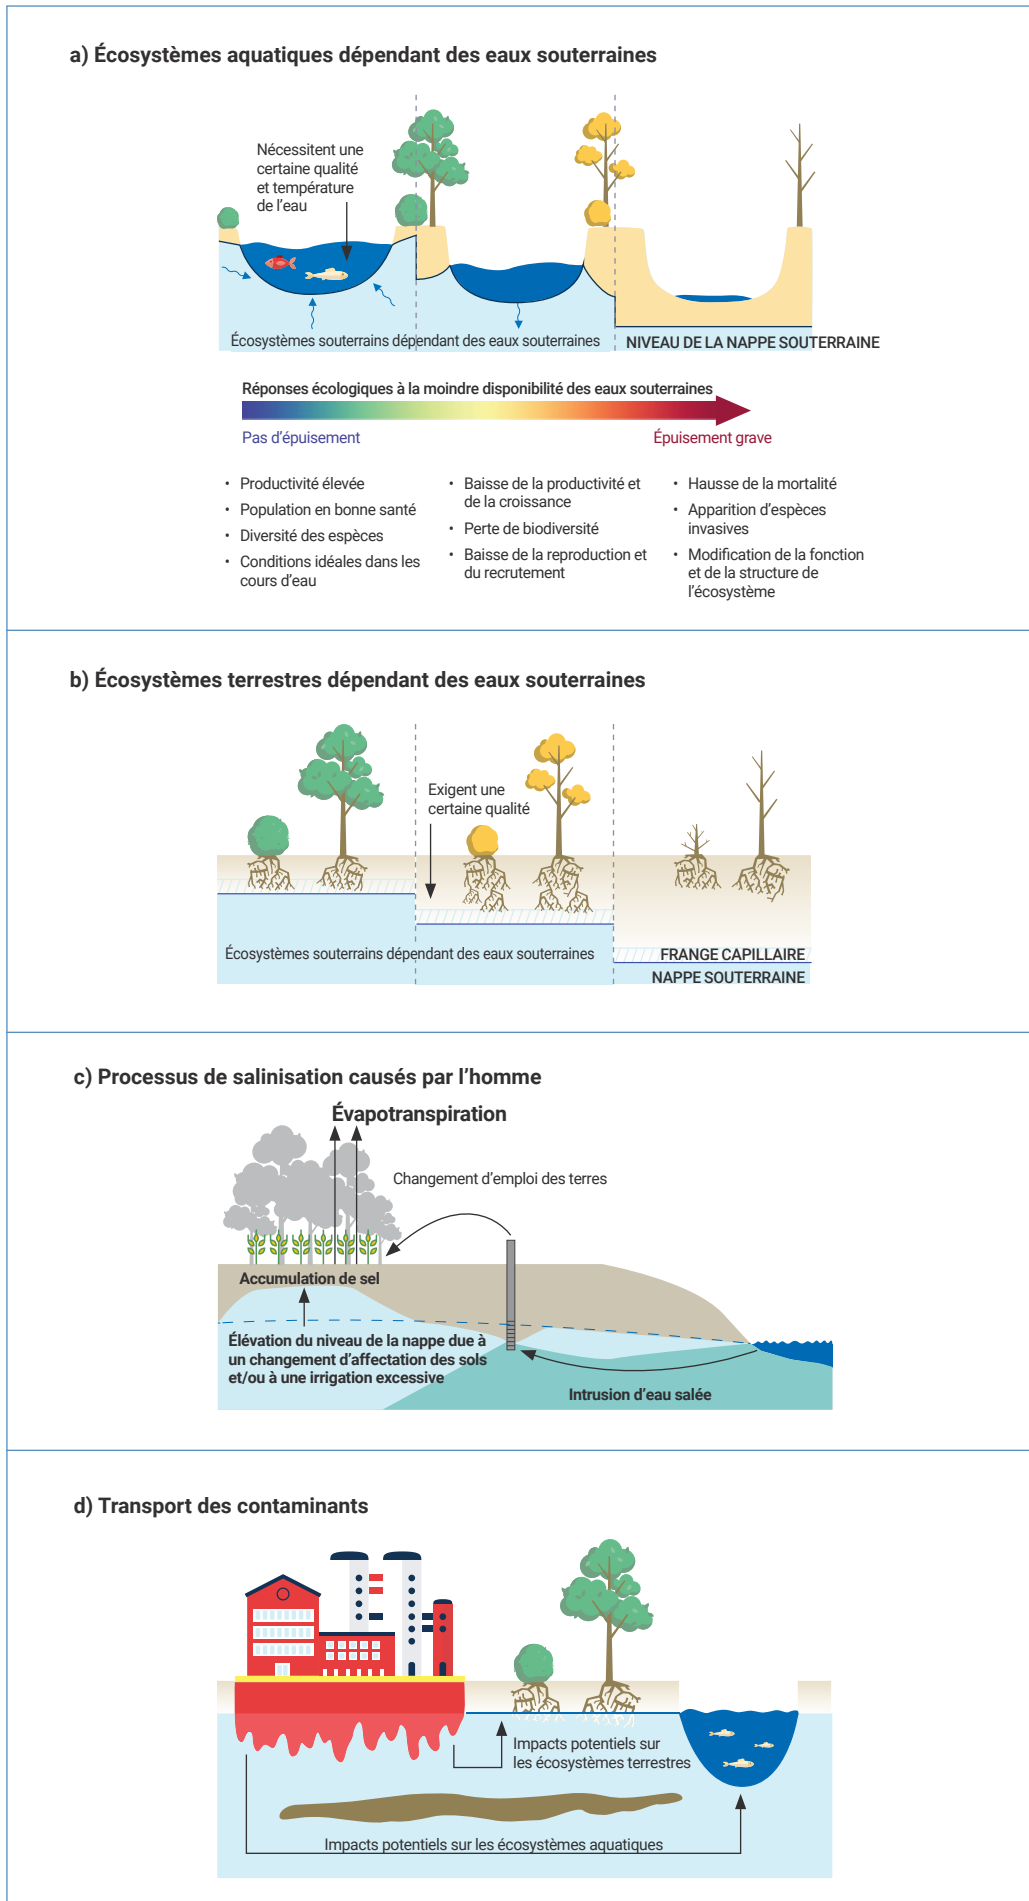 a) Écosystèmes aquatiques dépendant des eaux souterraines
Nécessitent une
certaine qualité
et température
de l'eau
Écosystèmes souterrains dépendant des eaux souterraines
NIVEAU DE LA NAPPE SOUTERRAINE
Réponses écologiques à la moindre disponibilité des eaux souterraines
Pas d'épuisement
Épuisement grave
• Productivité élevée
• Population en bonne santé
• Diversité des espèces
• Conditions idéales dans les
cours d'eau
• Baisse de la productivité et
de la croissance
• Perte de biodiversité
• Baisse de la reproduction et
du recrutement
• Hausse de la mortalité
• Apparition d'espèces
invasives
• Modification de la fonction
et de la structure de
l'écosystème
b) Écosystèmes terrestres dépendant des eaux souterraines
Exigent une
certaine qualité
Écosystèmes souterrains dépendant des eaux souterraines
FRANGE CAPILLAIRE
NAPPE SOUTERRAINE
c) Processus de salinisation causés par l'homme
Évapotranspiration
Changement d'emploi des terres
Accumulation de sel
Élévation du niveau de la nappe due à
un changement d'affectation des sols
et/ou à une irrigation excessive
Intrusion d'eau salée
d) Transport des contaminants
Impacts potentiels sur
les écosystèmes terrestres
Impacts potentiels sur les écosystèmes aquatiques